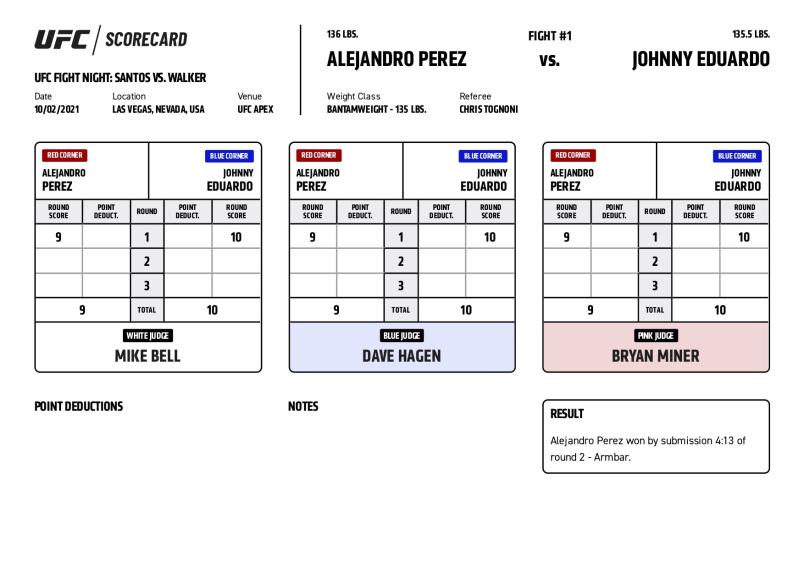 UFC / SCORECARD
UFC FIGHT NIGHT: SANTOS VS. WALKER
Date Location Venue
10/02/2021 LAS VEGAS, NEVADA, USA UFC APEX
136 LBS. FIGHT #1 135.5 LBS.
ALEJANDRO PEREZ VS. JOHNNY EDUARDO
Weight Class Referee
BANTAMWEIGHT - 135 LBS. CHRIS TOGNONI
RED CORNER BLUE CORNER
ALEJANDRO JOHNNY
PEREZ EDUARDO
ROUND POINT ROUND POINT ROUND
SCORE DEDUCT. DEDUCT. SCORE
9 1 10
2
3
9 TOTAL 10
WHITE JUDGE
MIKE BELL
RED CORNER BLUE CORNER
ALEJANDRO JOHNNY
PEREZ EDUARDO
ROUND POINT ROUND POINT ROUND
SCORE DEDUCT. DEDUCT. SCORE
9 1 10
2
3
9 TOTAL 10
BLUE JUDGE
DAVE HAGEN
RED CORNER BLUE CORNER
ALEJANDRO JOHNNY
PEREZ EDUARDO
ROUND POINT ROUND POINT ROUND
SCORE DEDUCT. DEDUCT. SCORE
9 1 10
2
3
9 TOTAL 10
PINK JUDGE
BRYAN MINER
POINT DEDUCTIONS
NOTES
RESULT
Alejandro Perez won by submission 4:13 of
round 2 - Armbar.